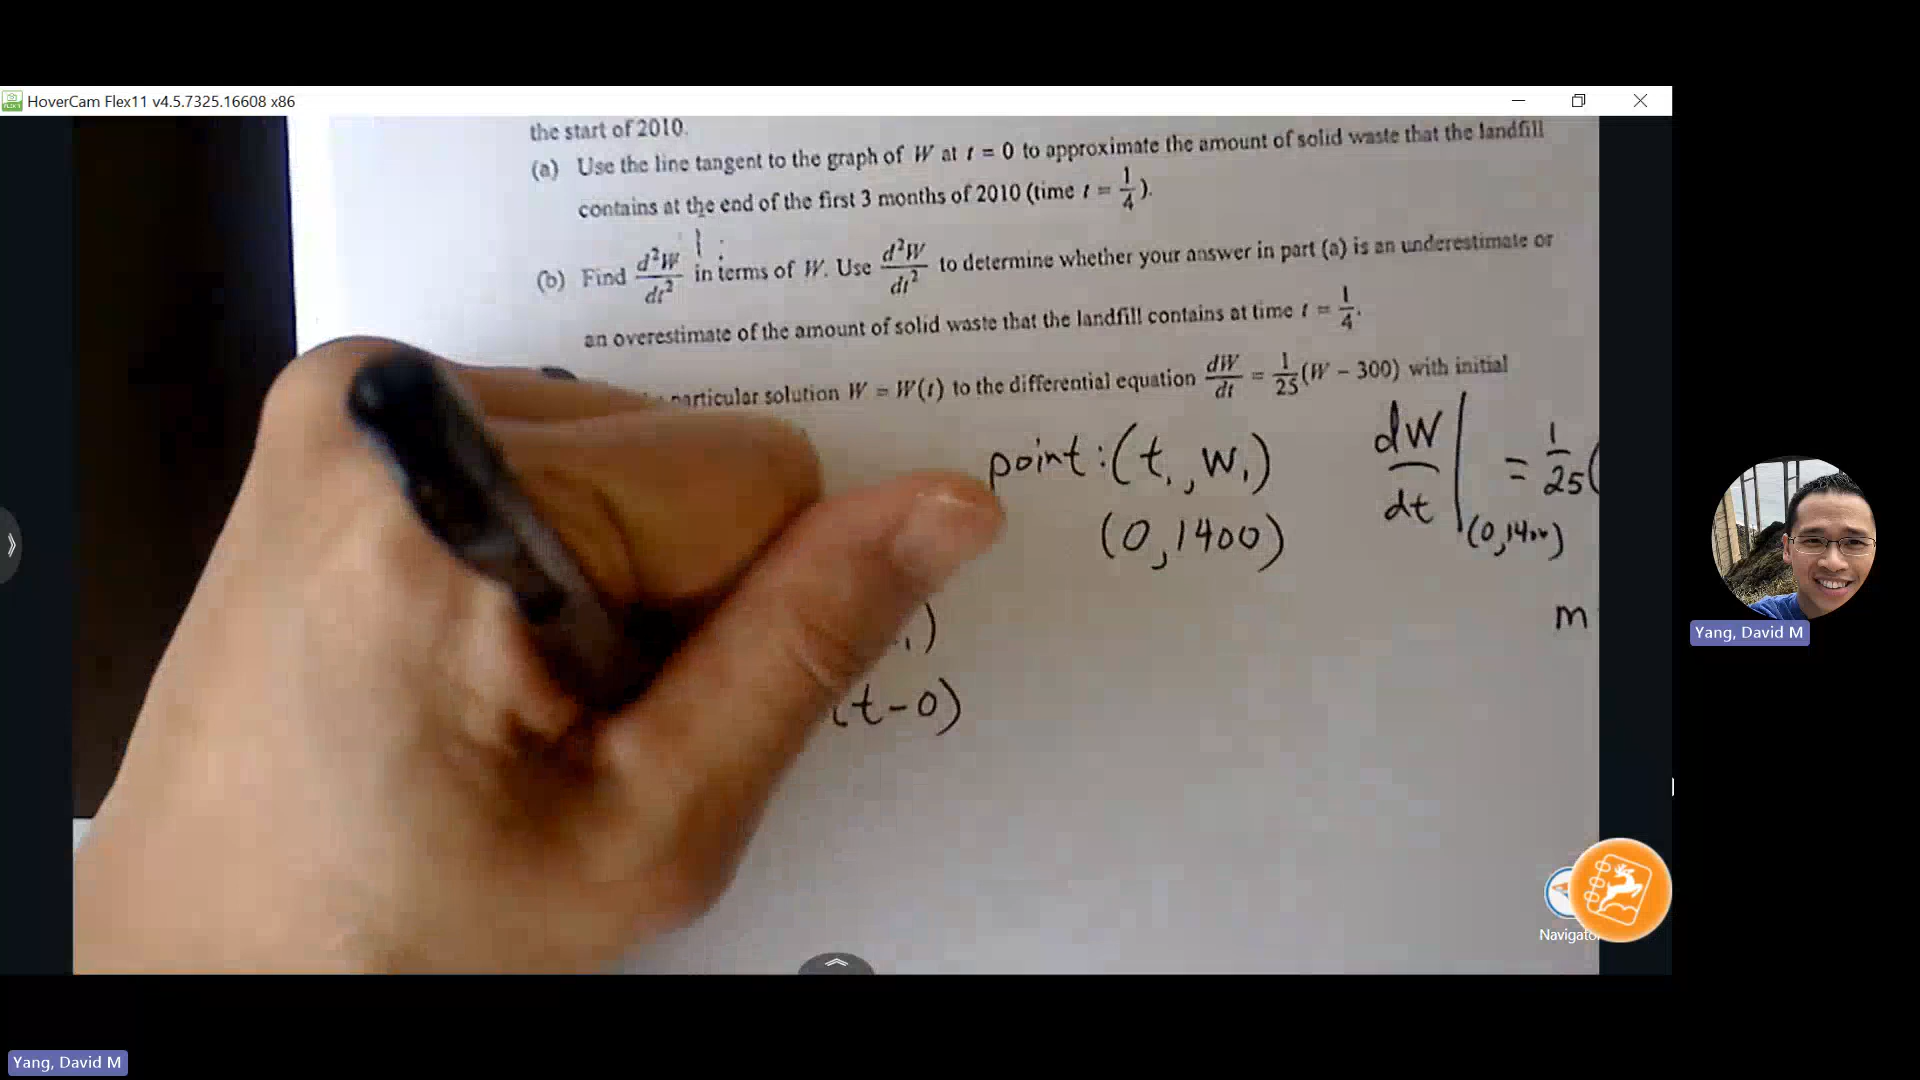 HoverCam Flex11 v4.5.7325.16608 x86
the start of 2010.
(a) Use the line tangent to the graph of W at t = 0 to approximate the amount of solid waste that the landfill
contains at the end of the first 3 months of 2010 (time t = 1/4).
(b) Find d²W/dt² in terms of W. Use d²W/dt² to determine whether your answer in part (a) is an underestimate or
an overestimate of the amount of solid waste that the landfill contains at time t = 1/4.
particular solution W = W(t) to the differential equation dW/dt = 1/25(W − 300) with initial
point: (t₁, W₁) dW/dt | (0,1400) = 1/25(
(0,1400)
m
(t-0)
Navigato
Yang, David M
Yang, David M